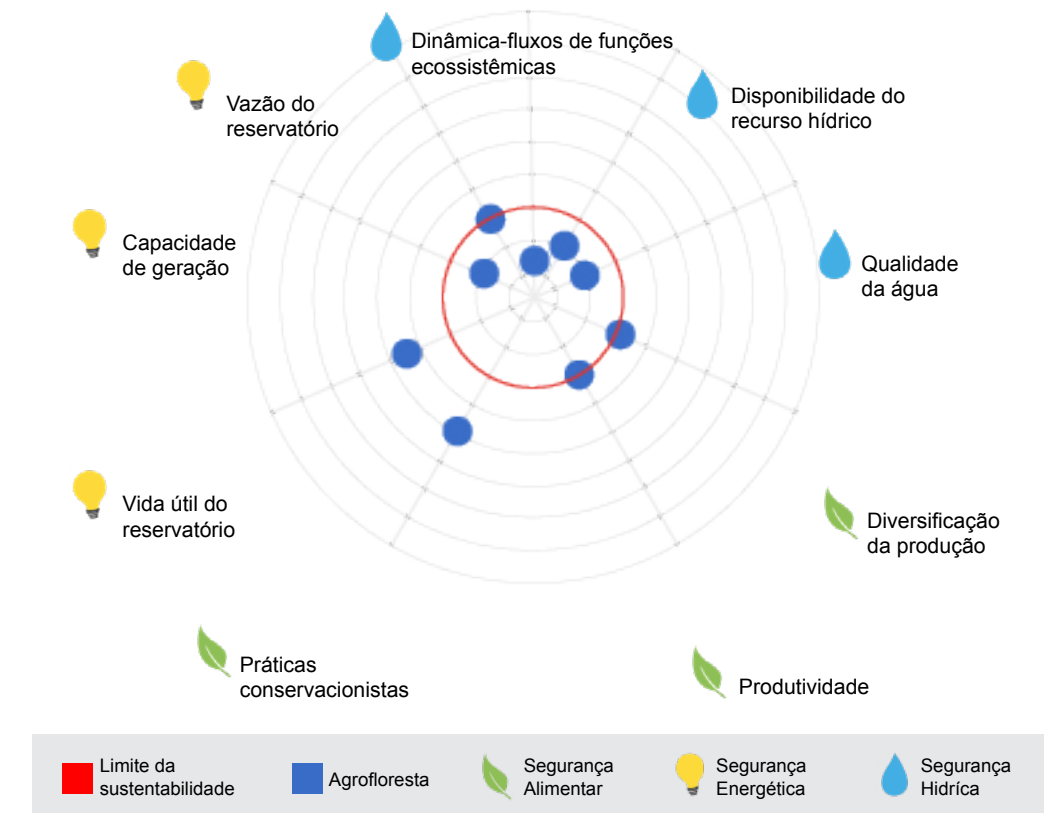 Dinâmica-fluxos de funções
ecossistêmicas
Disponibilidade do
recurso hídrico
Vazão do
reservatório
Capacidade
de geração
Qualidade
da água
Vida útil do
reservatório
Diversificação
da produção
Práticas
conservacionistas
Produtividade
Limite da
sustentabilidade
Agrofloresta
Segurança
Alimentar
Segurança
Energética
Segurança
Hidríca